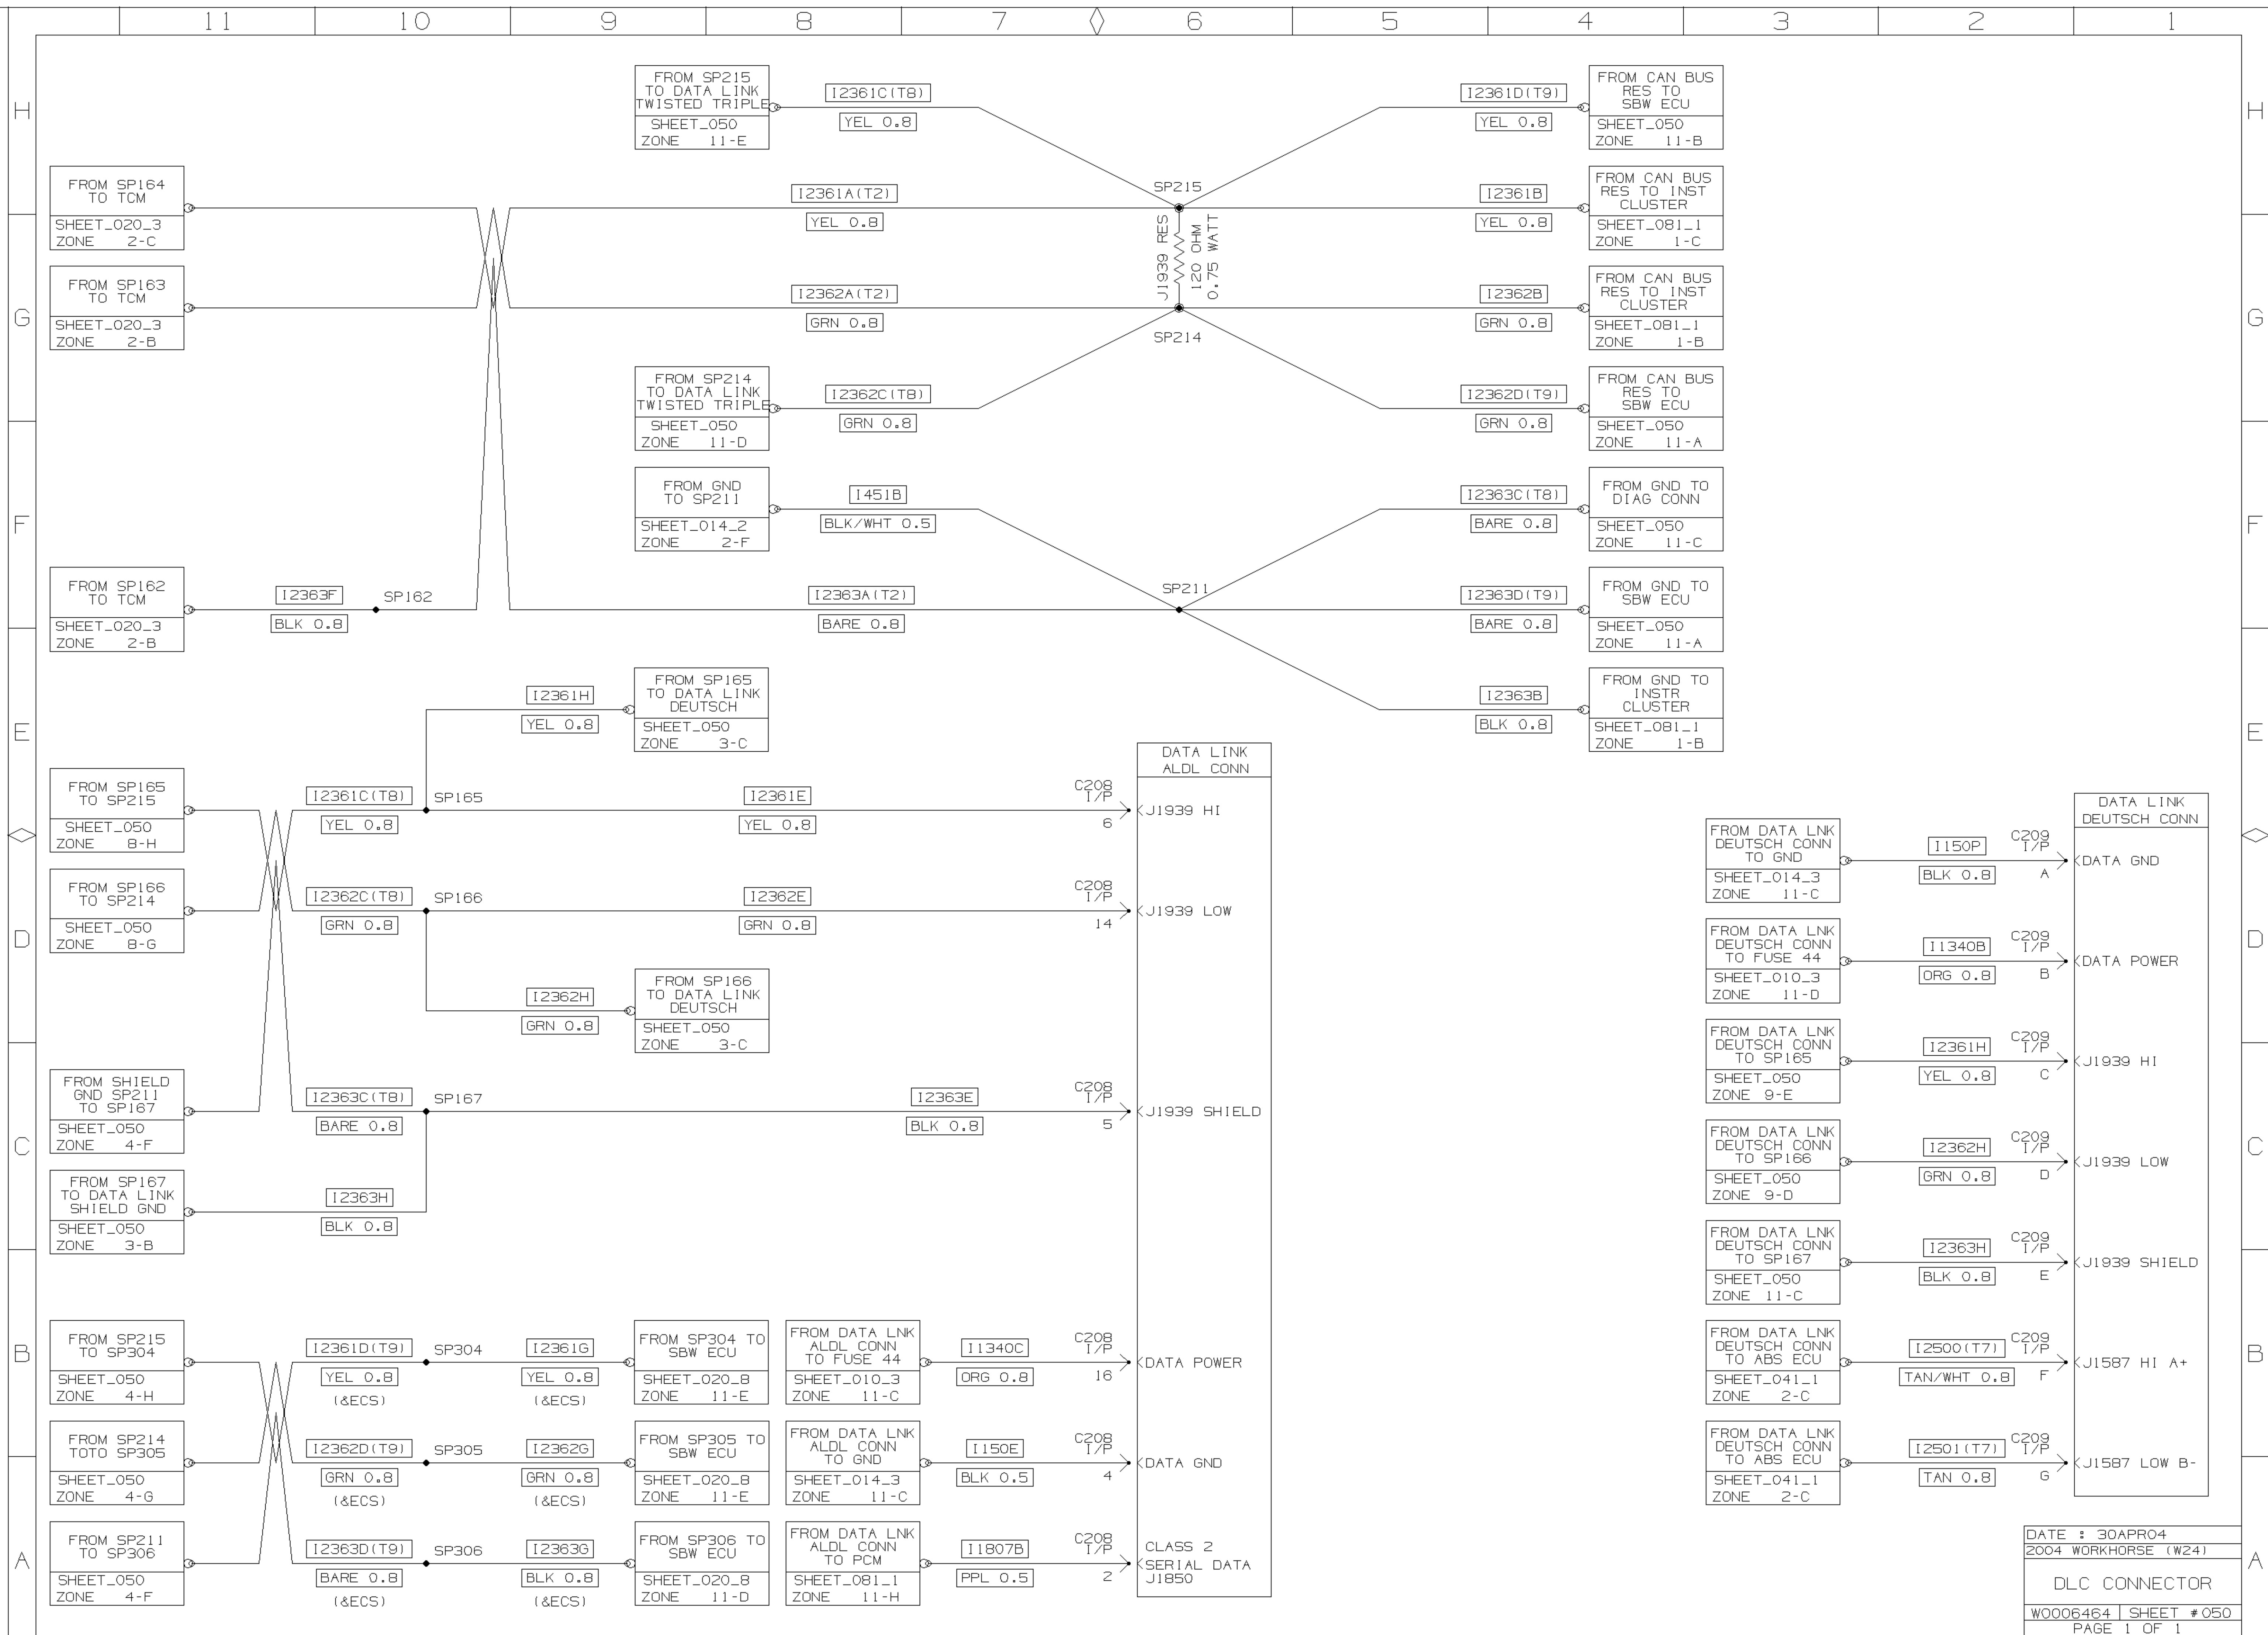 11 10 9 8 7 6 5 4 3 2 1
H
G
F
E
D
C
B
A
H
G
F
E
D
C
B
A
FROM SP215
TO DATA LINK
TWISTED TRIPLE
SHEET_050
ZONE 11-E
I2361C(T8)
YEL 0.8
I2361D(T9)
YEL 0.8
FROM CAN BUS
RES TO
SBW ECU
SHEET_050
ZONE 11-B
FROM SP164
TO TCM
SHEET_020_3
ZONE 2-C
I2361A(T2)
YEL 0.8
SP215
I2361B
YEL 0.8
FROM CAN BUS
RES TO INST
CLUSTER
SHEET_081_1
ZONE 1-C
J1939 RES
120 OHM
0.75 WATT
FROM SP163
TO TCM
SHEET_020_3
ZONE 2-B
I2362A(T2)
GRN 0.8
SP214
I2362B
GRN 0.8
FROM CAN BUS
RES TO INST
CLUSTER
SHEET_081_1
ZONE 1-B
FROM SP214
TO DATA LINK
TWISTED TRIPLE
SHEET_050
ZONE 11-D
I2362C(T8)
GRN 0.8
I2362D(T9)
GRN 0.8
FROM CAN BUS
RES TO
SBW ECU
SHEET_050
ZONE 11-A
FROM GND
TO SP211
SHEET_014_2
ZONE 2-F
I451B
BLK/WHT 0.5
I2363C(T8)
BARE 0.8
FROM GND TO
DIAG CONN
SHEET_050
ZONE 11-C
FROM SP162
TO TCM
SHEET_020_3
ZONE 2-B
I2363F
BLK 0.8
SP162
I2363A(T2)
BARE 0.8
SP211
I2363D(T9)
BARE 0.8
FROM GND TO
SBW ECU
SHEET_050
ZONE 11-A
I2361H
YEL 0.8
FROM SP165
TO DATA LINK
DEUTSCH
SHEET_050
ZONE 3-C
I2363B
BLK 0.8
FROM GND TO
INSTR
CLUSTER
SHEET_081_1
ZONE 1-B
DATA LINK
ALDL CONN
FROM SP165
TO SP215
SHEET_050
ZONE 8-H
I2361C(T8)
YEL 0.8
SP165
I2361E
YEL 0.8
C208
I/P
6
J1939 HI
FROM SP166
TO SP214
SHEET_050
ZONE 8-G
I2362C(T8)
GRN 0.8
SP166
I2362E
GRN 0.8
C208
I/P
14
J1939 LOW
I2362H
GRN 0.8
FROM SP166
TO DATA LINK
DEUTSCH
SHEET_050
ZONE 3-C
FROM SHIELD
GND SP211
TO SP167
SHEET_050
ZONE 4-F
I2363C(T8)
BARE 0.8
SP167
I2363E
BLK 0.8
C208
I/P
5
J1939 SHIELD
FROM SP167
TO DATA LINK
SHIELD GND
SHEET_050
ZONE 3-B
I2363H
BLK 0.8
FROM SP215
TO SP304
SHEET_050
ZONE 4-H
I2361D(T9)
YEL 0.8
(&ECS)
SP304
I2361G
YEL 0.8
(&ECS)
FROM SP304 TO
SBW ECU
SHEET_020_8
ZONE 11-E
FROM DATA LNK
ALDL CONN
TO FUSE 44
SHEET_010_3
ZONE 11-C
I1340C
ORG 0.8
C208
I/P
16
DATA POWER
FROM SP214
TOTO SP305
SHEET_050
ZONE 4-G
I2362D(T9)
GRN 0.8
(&ECS)
SP305
I2362G
GRN 0.8
(&ECS)
FROM SP305 TO
SBW ECU
SHEET_020_8
ZONE 11-E
FROM DATA LNK
ALDL CONN
TO GND
SHEET_014_3
ZONE 11-C
I150E
BLK 0.5
C208
I/P
4
DATA GND
FROM SP211
TO SP306
SHEET_050
ZONE 4-F
I2363D(T9)
BARE 0.8
(&ECS)
SP306
I2363G
BLK 0.8
(&ECS)
FROM SP306 TO
SBW ECU
SHEET_020_8
ZONE 11-D
FROM DATA LNK
ALDL CONN
TO PCM
SHEET_081_1
ZONE 11-H
I1807B
PPL 0.5
C208
I/P
2
CLASS 2
SERIAL DATA
J1850
DATA LINK
DEUTSCH CONN
FROM DATA LNK
DEUTSCH CONN
TO GND
SHEET_014_3
ZONE 11-C
I150P
BLK 0.8
C209
I/P
A
DATA GND
FROM DATA LNK
DEUTSCH CONN
TO FUSE 44
SHEET_010_3
ZONE 11-D
I1340B
ORG 0.8
C209
I/P
B
DATA POWER
FROM DATA LNK
DEUTSCH CONN
TO SP165
SHEET_050
ZONE 9-E
I2361H
YEL 0.8
C209
I/P
C
J1939 HI
FROM DATA LNK
DEUTSCH CONN
TO SP166
SHEET_050
ZONE 9-D
I2362H
GRN 0.8
C209
I/P
D
J1939 LOW
FROM DATA LNK
DEUTSCH CONN
TO SP167
SHEET_050
ZONE 11-C
I2363H
BLK 0.8
C209
I/P
E
J1939 SHIELD
FROM DATA LNK
DEUTSCH CONN
TO ABS ECU
SHEET_041_1
ZONE 2-C
I2500(T7)
TAN/WHT 0.8
C209
I/P
F
J1587 HI A+
FROM DATA LNK
DEUTSCH CONN
TO ABS ECU
SHEET_041_1
ZONE 2-C
I2501(T7)
TAN 0.8
C209
I/P
G
J1587 LOW B-
DATE : 30APR04
2004 WORKHORSE (W24)
DLC CONNECTOR
W0006464 SHEET #050
PAGE 1 OF 1